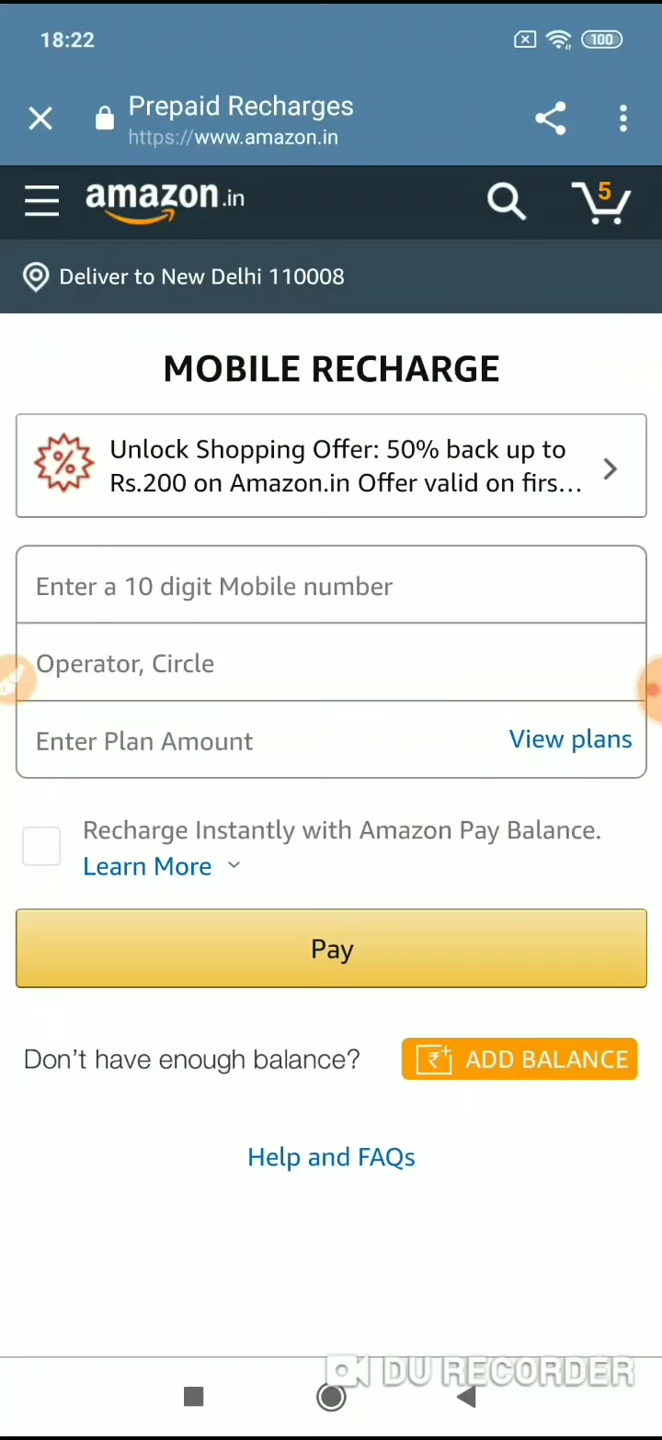 18:22
100
Prepaid Recharges
https://www.amazon.in
amazon.in
5
Deliver to New Delhi 110008
MOBILE RECHARGE
Unlock Shopping Offer: 50% back up to
Rs.200 on Amazon.in Offer valid on firs...
Enter a 10 digit Mobile number
Operator, Circle
Enter Plan Amount
View plans
Recharge Instantly with Amazon Pay Balance.
Learn More
Pay
Don't have enough balance?
ADD BALANCE
Help and FAQs
DU RECORDER